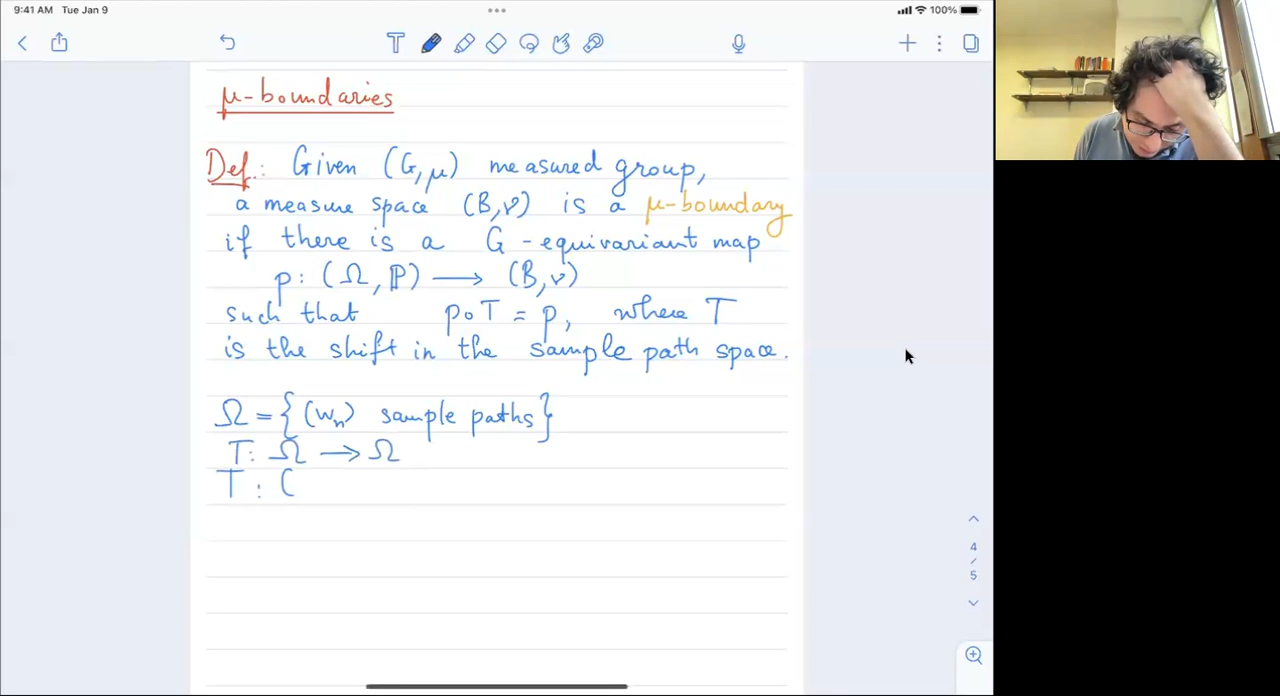 9:41 AM Tue Jan 9
100%
μ-boundaries
Def.: Given (G,μ) measured group,
a measure space (B,ν) is a μ-boundary
if there is a G-equivariant map
p: (Ω, ℙ) ⟶ (B,ν)
such that p∘T = p, where T
is the shift in the sample path space.
Ω = {(wₙ) sample paths}
T: Ω ⟶ Ω
T: (
4
/
5